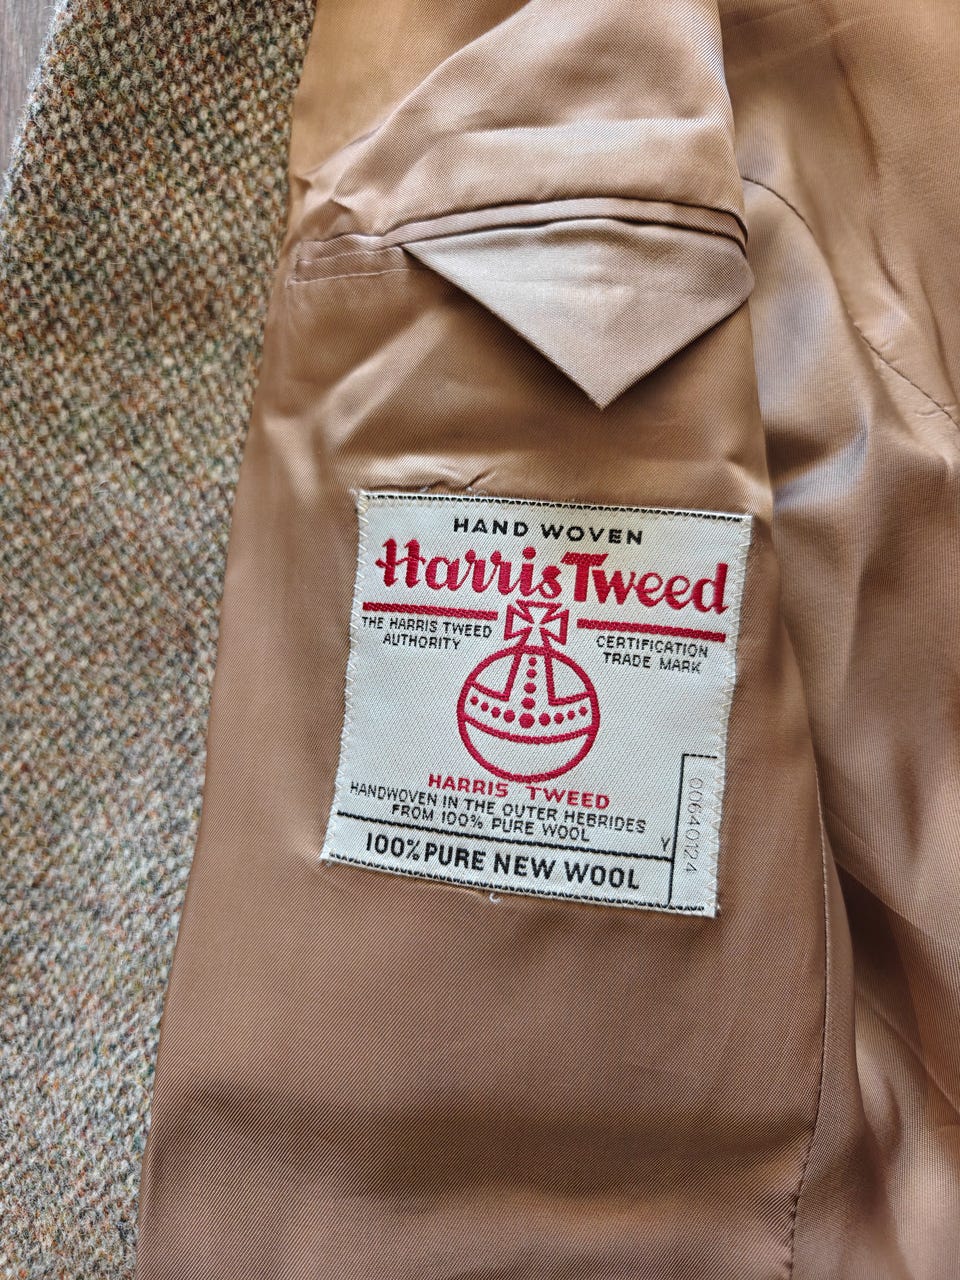 HAND WOVEN
Harris Tweed
THE HARRIS TWEED
AUTHORITY
CERTIFICATION
TRADE MARK
HARRIS TWEED
HANDWOVEN IN THE OUTER HEBRIDES
FROM 100% PURE WOOL
Y
100% PURE NEW WOOL
00640124